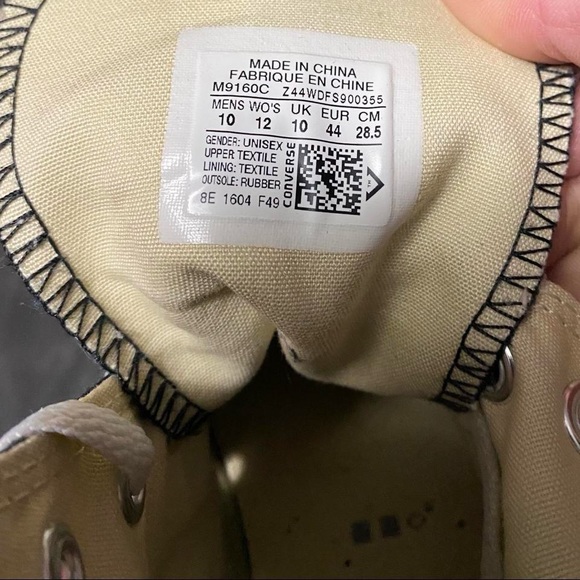 MADE IN CHINA
FABRIQUE EN CHINE
M9160C Z44WDFS900355
MENS WO'S UK EUR CM
10 12 10 44 28.5
GENDER: UNISEX
UPPER: TEXTILE
LINING: TEXTILE
OUTSOLE: RUBBER
CONVERSE
8E 1604 F49